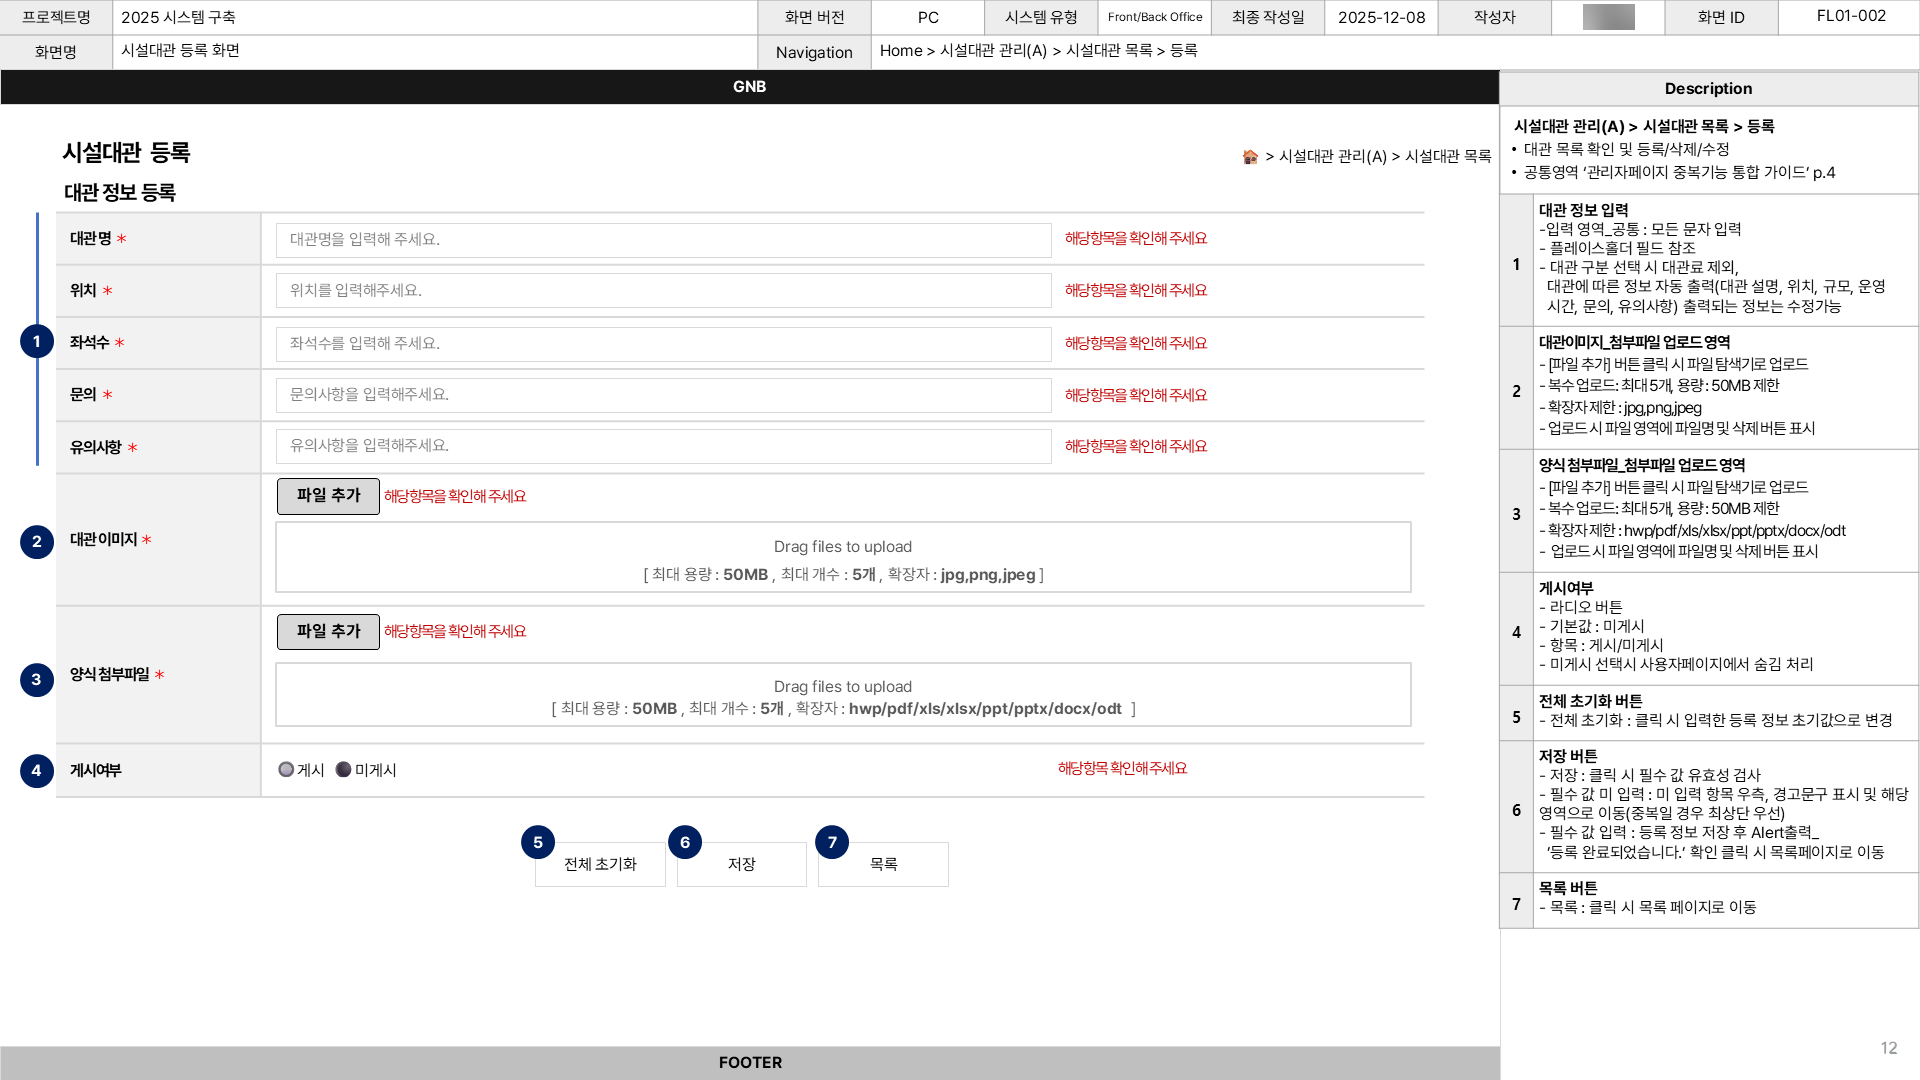 프로젝트명 2025 시스템 구축 화면 버전 PC 시스템 유형 Front/Back Office 최종 작성일 2025-12-08 작성자 화면 ID FL01-002
화면명 시설대관 등록 화면 Navigation Home > 시설대관 관리(A) > 시설대관 목록 > 등록
GNB
시설대관 등록
> 시설대관 관리(A) > 시설대관 목록
대관 정보 등록
1
대관명 * 대관명을 입력해 주세요. 해당항목을 확인해 주세요
위치 * 위치를 입력해주세요. 해당항목을 확인해 주세요
좌석수 * 좌석수를 입력해 주세요. 해당항목을 확인해 주세요
문의 * 문의사항을 입력해주세요. 해당항목을 확인해 주세요
유의사항 * 유의사항을 입력해주세요. 해당항목을 확인해 주세요
2
대관이미지 *
파일 추가 해당항목을 확인해 주세요
Drag files to upload
[ 최대 용량 : 50MB , 최대 개수 : 5개 , 확장자 : jpg,png,jpeg ]
3
양식 첨부파일 *
파일 추가 해당항목을 확인해 주세요
Drag files to upload
[ 최대 용량 : 50MB , 최대 개수 : 5개 , 확장자 : hwp/pdf/xls/xlsx/ppt/pptx/docx/odt ]
4
게시여부 게시 미게시 해당항목 확인해주세요
5 전체 초기화
6 저장
7 목록
FOOTER
Description
시설대관 관리(A) > 시설대관 목록 > 등록
• 대관 목록 확인 및 등록/삭제/수정
• 공통영역 ‘관리자페이지 중복기능 통합 가이드’ p.4
1
대관 정보 입력
-입력 영역_공통 : 모든 문자 입력
- 플레이스홀더 필드 참조
- 대관 구분 선택 시 대관료 제외,
대관에 따른 정보 자동 출력(대관 설명, 위치, 규모, 운영
시간, 문의, 유의사항) 출력되는 정보는 수정가능
2
대관이미지_첨부파일 업로드 영역
- [파일 추가] 버튼 클릭 시 파일 탐색기로 업로드
- 복수 업로드: 최대 5개, 용량 : 50MB 제한
- 확장자 제한 : jpg,png,jpeg
- 업로드 시 파일 영역에 파일명 및 삭제 버튼 표시
3
양식 첨부파일_첨부파일 업로드 영역
- [파일 추가] 버튼 클릭 시 파일 탐색기로 업로드
- 복수 업로드: 최대 5개, 용량 : 50MB 제한
- 확장자 제한 : hwp/pdf/xls/xlsx/ppt/pptx/docx/odt
- 업로드 시 파일 영역에 파일명 및 삭제 버튼 표시
4
게시여부
- 라디오 버튼
- 기본값 : 미게시
- 항목 : 게시/미게시
- 미게시 선택시 사용자페이지에서 숨김 처리
5
전체 초기화 버튼
- 전체 초기화 : 클릭 시 입력한 등록 정보 초기값으로 변경
6
저장 버튼
- 저장 : 클릭 시 필수 값 유효성 검사
- 필수 값 미 입력 : 미 입력 항목 우측, 경고문구 표시 및 해당
영역으로 이동(중복일 경우 최상단 우선)
- 필수 값 입력 : 등록 정보 저장 후 Alert출력_
‘등록 완료되었습니다.’ 확인 클릭 시 목록페이지로 이동
7
목록 버튼
- 목록 : 클릭 시 목록 페이지로 이동
12